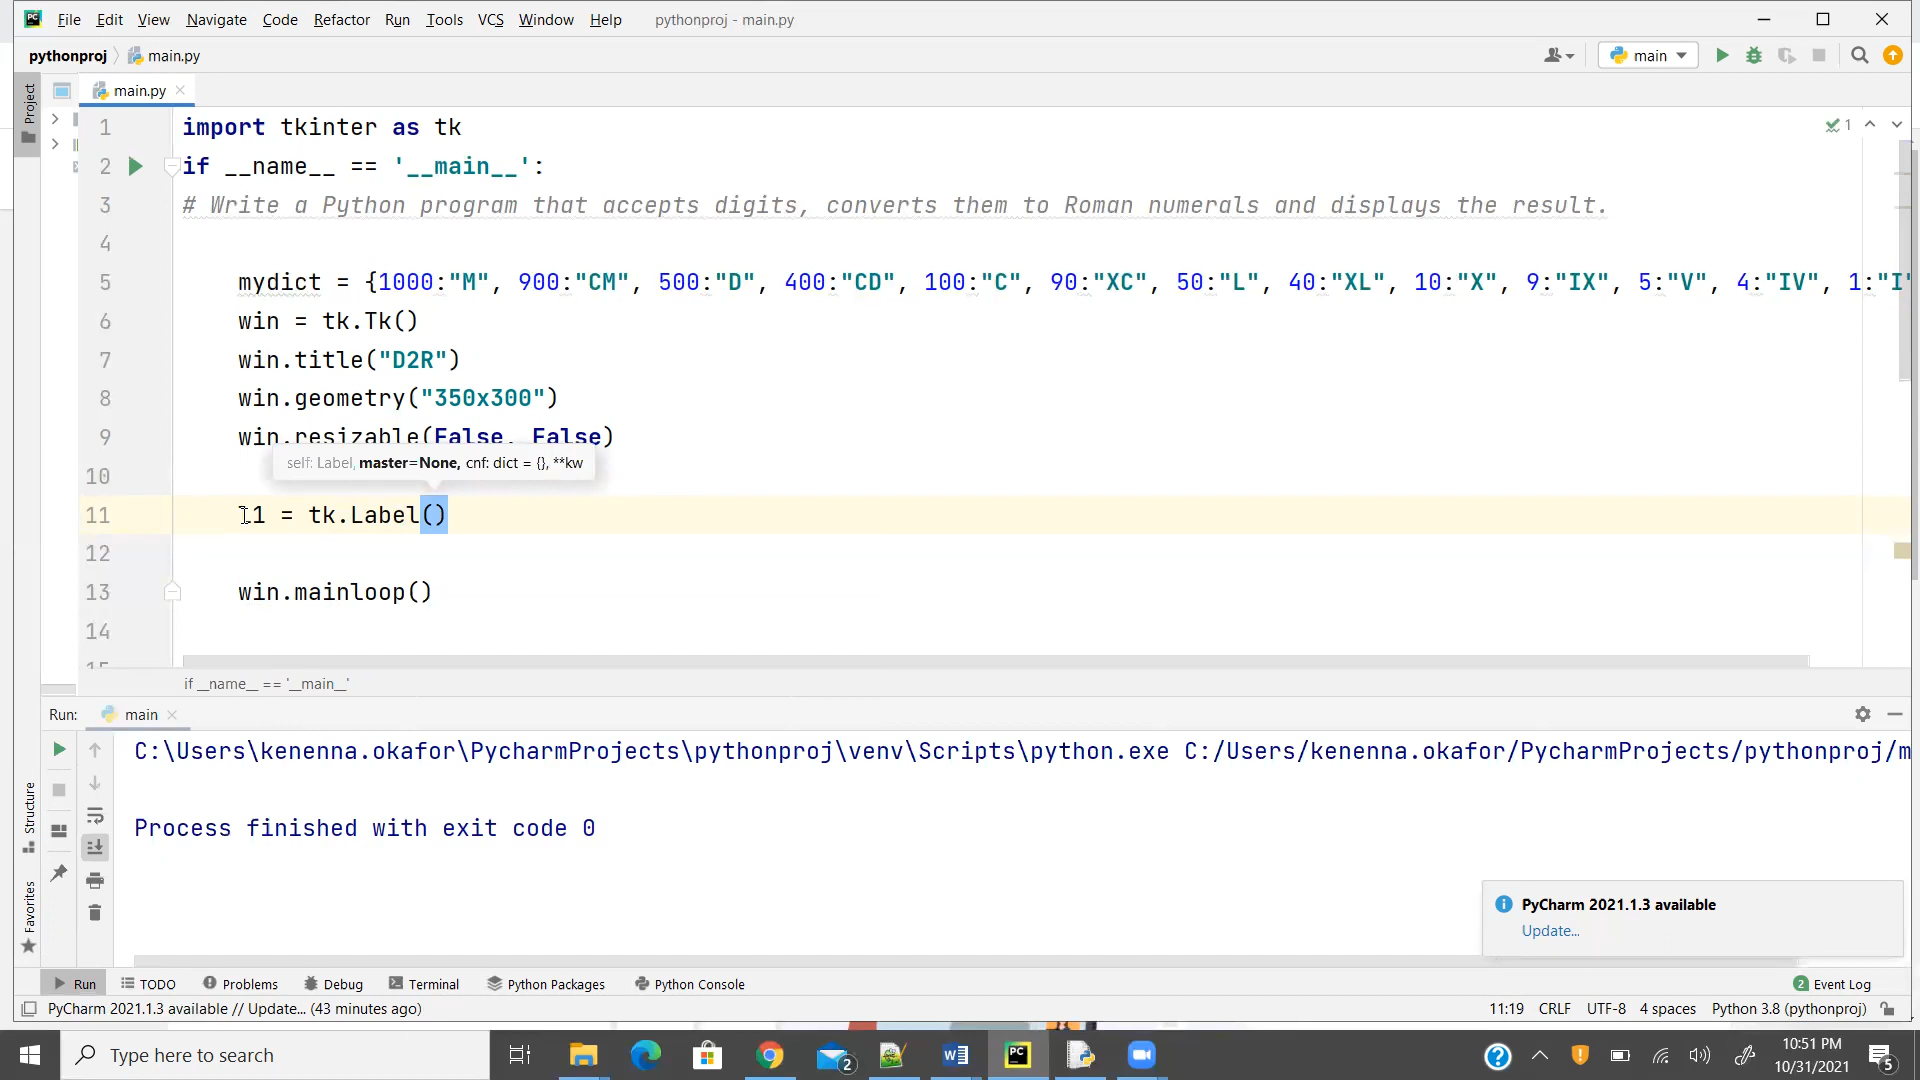 File Edit View Navigate Code Refactor Run Tools VCS Window Help pythonproj - main.py
pythonproj main.py main
Project
main.py
1 import tkinter as tk
2 if __name__ == '__main__':
3 # Write a Python program that accepts digits, converts them to Roman numerals and displays the result.
4
5 mydict = {1000:"M", 900:"CM", 500:"D", 400:"CD", 100:"C", 90:"XC", 50:"L", 40:"XL", 10:"X", 9:"IX", 5:"V", 4:"IV", 1:"I"
6 win = tk.Tk()
7 win.title("D2R")
8 win.geometry("350x300")
9 win.resizable(False, False)
self: Label, master=None, cnf: dict = {}, **kw
10
11 l1 = tk.Label()
12
13 win.mainloop()
14
15
1
if __name__ == '__main__'
Run: main
C:\Users\kenenna.okafor\PycharmProjects\pythonproj\venv\Scripts\python.exe C:/Users/kenenna.okafor/PycharmProjects/pythonproj/m
Process finished with exit code 0
Structure
Favorites
PyCharm 2021.1.3 available
Update...
Run TODO Problems Debug Terminal Python Packages Python Console 2 Event Log
PyCharm 2021.1.3 available // Update... (43 minutes ago) 11:19 CRLF UTF-8 4 spaces Python 3.8 (pythonproj)
Type here to search
2
10:51 PM
10/31/2021
5